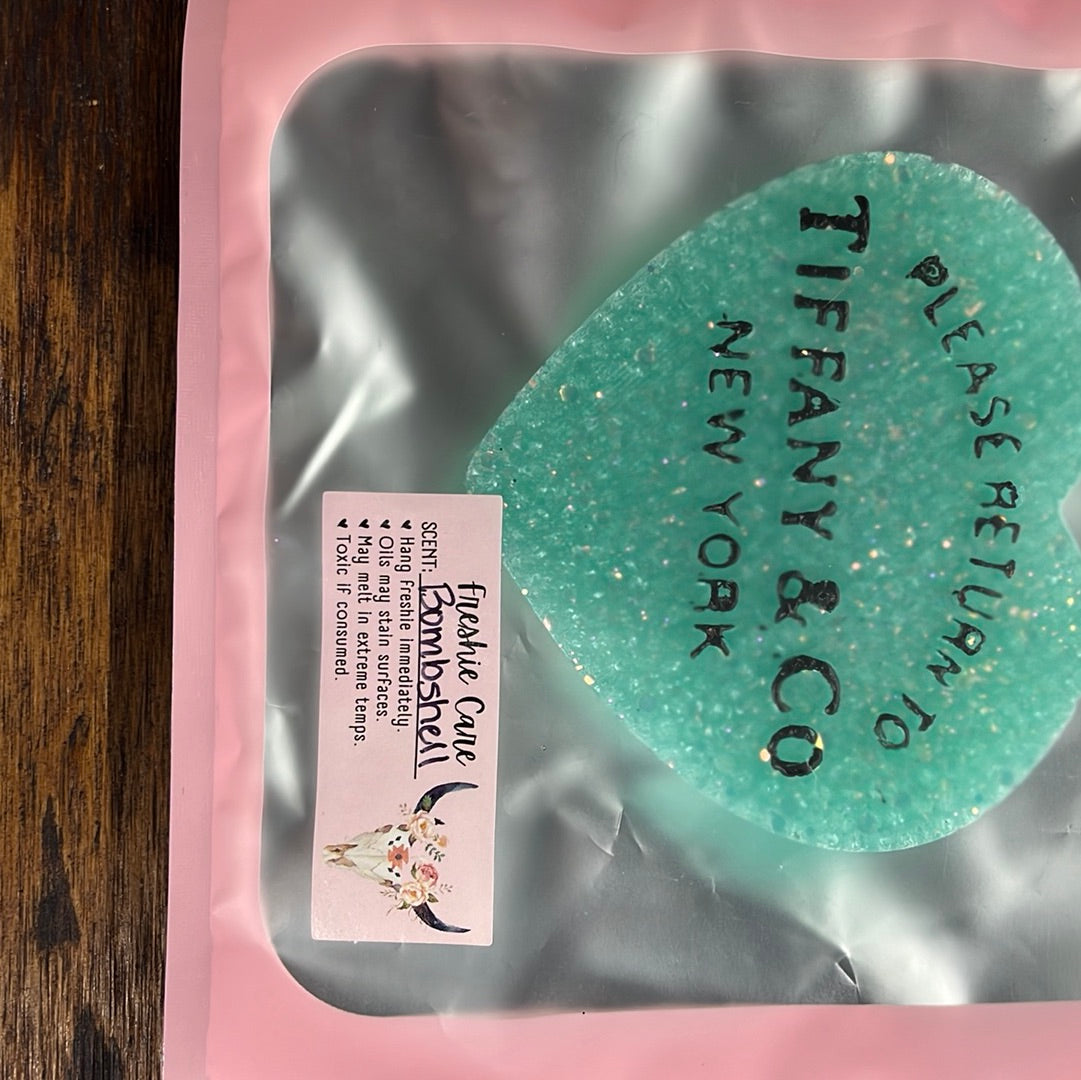 PLEASE RETURN TO
TIFFANY & CO
NEW YORK
Freshie Care
SCENT: Bombshell
♥ Hang freshie immediately.
♥ Oils may stain surfaces.
♥ May melt in extreme temps.
♥ Toxic if consumed.